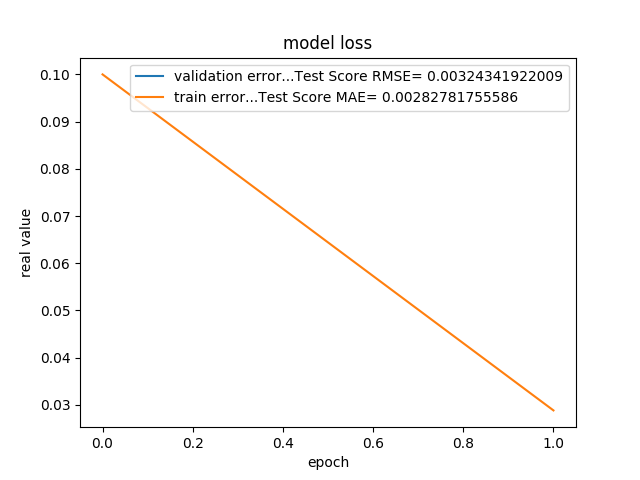 model loss
validation error...Test Score RMSE= 0.00324341922009
train error...Test Score MAE= 0.00282781755586
0.10
0.09
0.08
0.07
0.06
0.05
0.04
0.03
real value
0.0 0.2 0.4 0.6 0.8 1.0
epoch